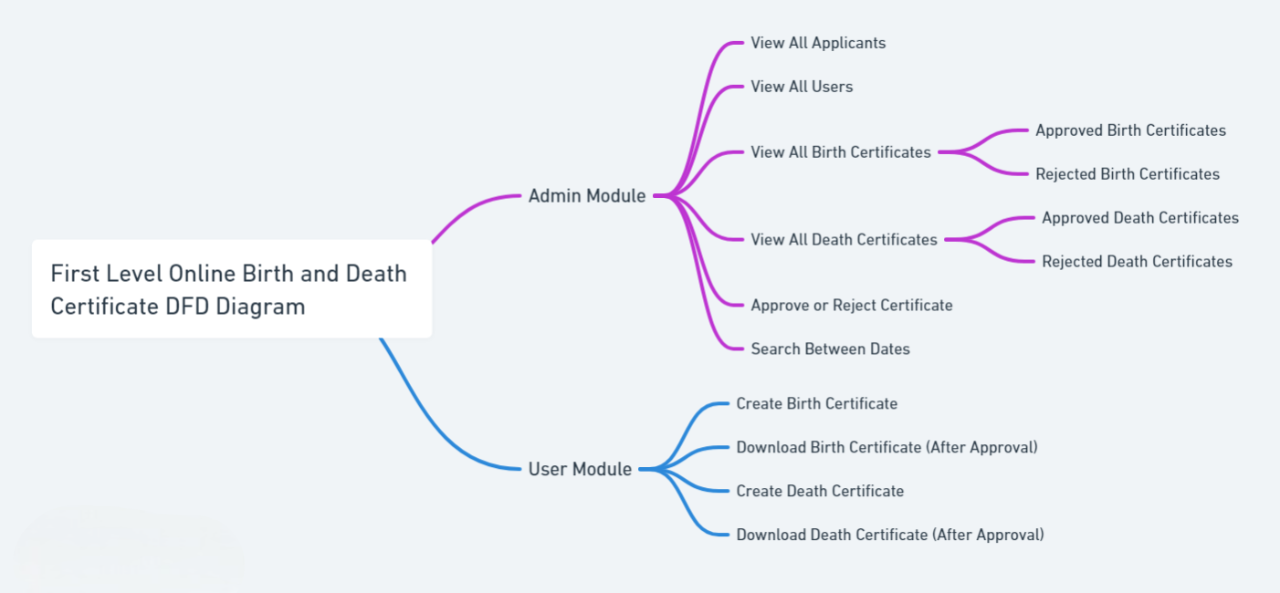 First Level Online Birth and Death
Certificate DFD Diagram
Admin Module
View All Applicants
View All Users
View All Birth Certificates
Approved Birth Certificates
Rejected Birth Certificates
View All Death Certificates
Approved Death Certificates
Rejected Death Certificates
Approve or Reject Certificate
Search Between Dates
User Module
Create Birth Certificate
Download Birth Certificate (After Approval)
Create Death Certificate
Download Death Certificate (After Approval)